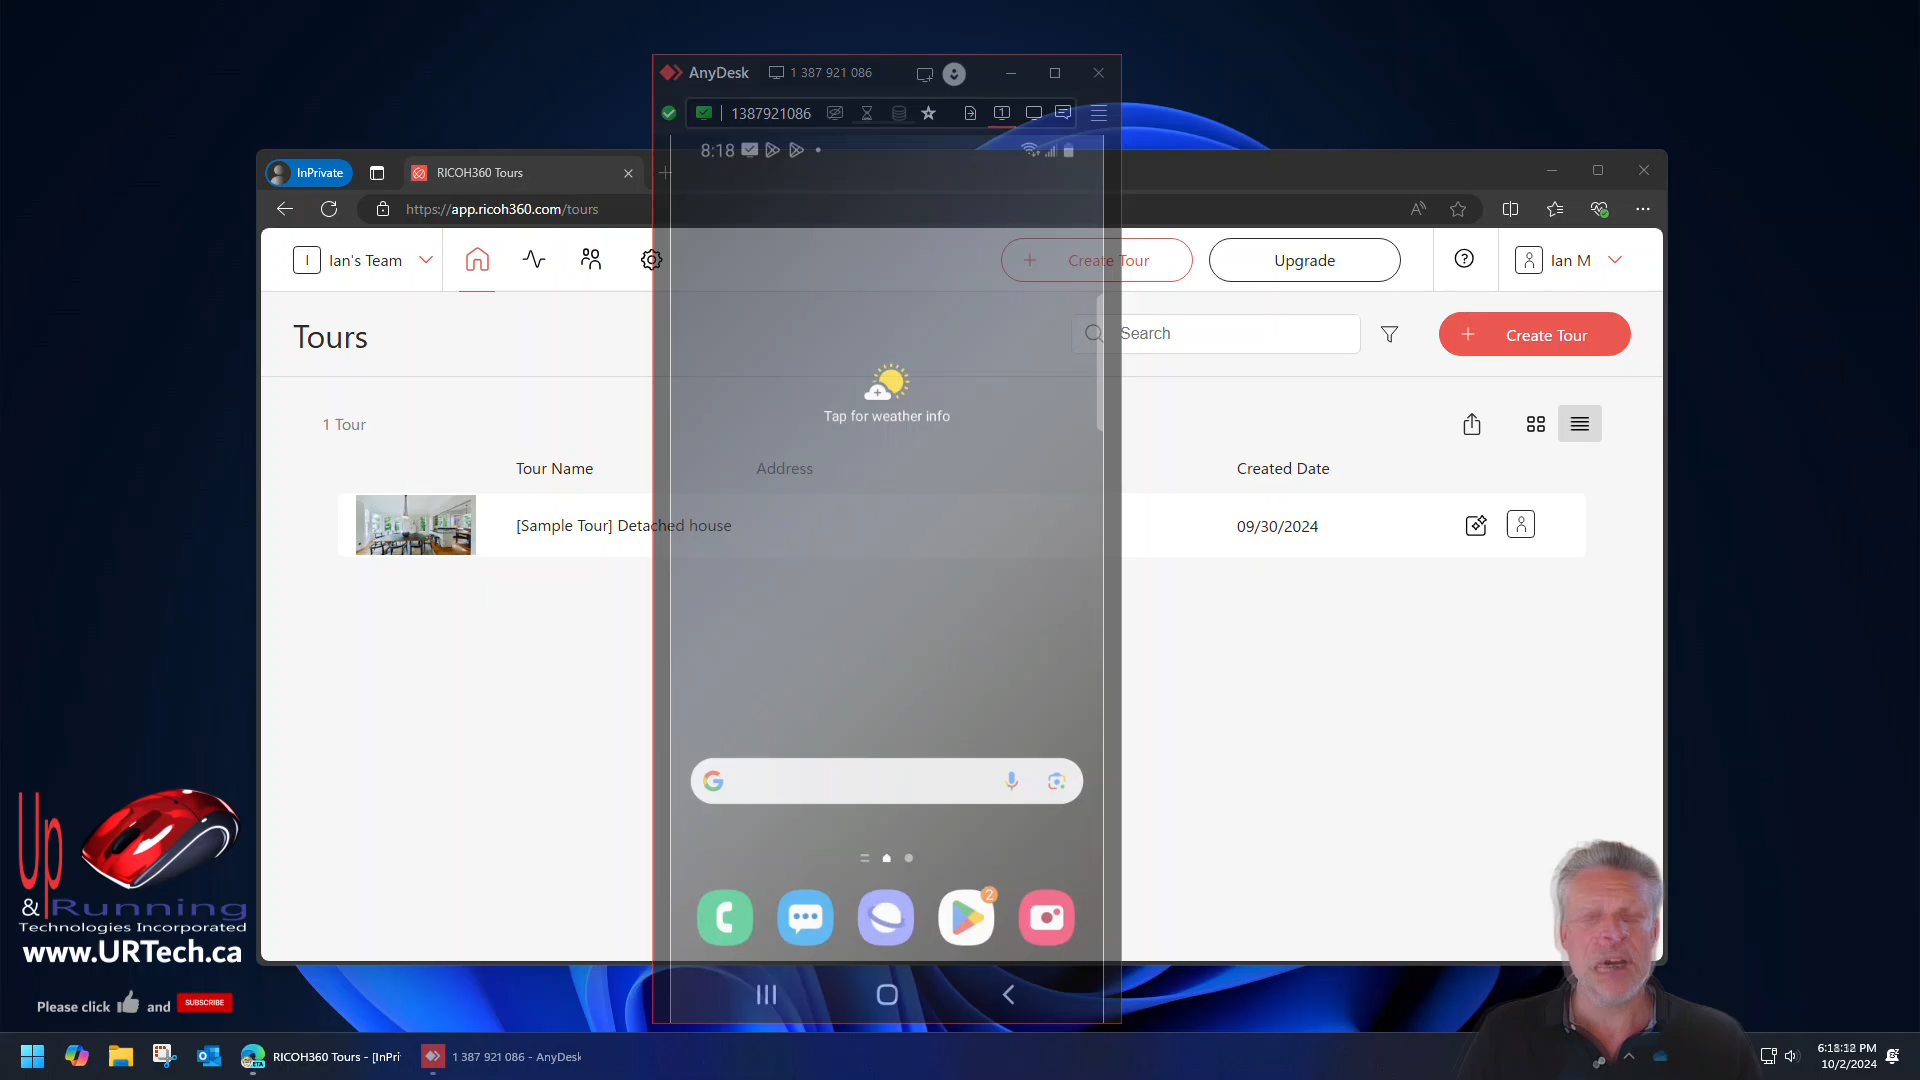 AnyDesk 1 387 921 086
1387921086
8:18
InPrivate RICOH360 Tours
https://app.ricoh360.com/tours
I Ian's Team Create Tour Upgrade Ian M
Tours Search Create Tour
Tap for weather info
1 Tour
Tour Name Address Created Date
[Sample Tour] Detached house 09/30/2024
2
Up
& Running
Technologies Incorporated
www.URTech.ca
Please click and SUBSCRIBE
RICOH360 Tours - [InPri 1 387 921 086 - AnyDesk
6:18:12 PM
10/2/2024